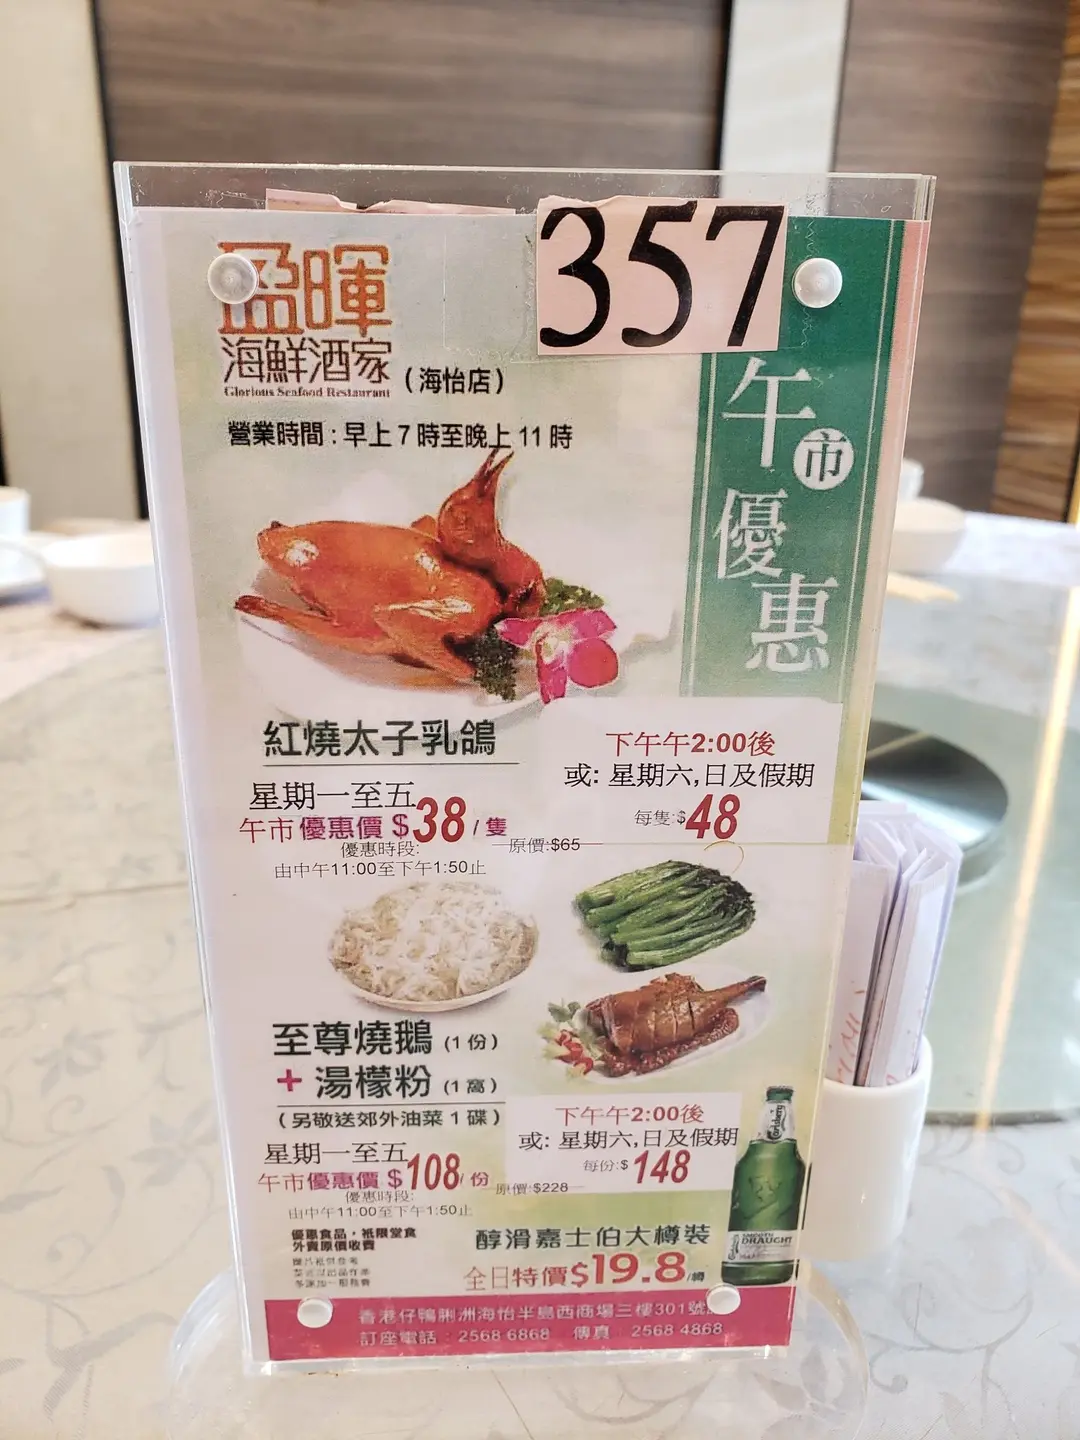 357
盈暉
海鮮酒家
(海怡店)
Glorious Seafood Restaurant
營業時間 : 早上 7 時至晚上 11 時
午市優惠
紅燒太子乳鴿
星期一至五
午市優惠價 $38 / 隻
優惠時段:
由中午11:00至下午1:50止
下午午2:00後
或: 星期六,日及假期
每隻:$48
原價:$65
至尊燒鵝 (1 份)
+ 湯檬粉 (1 窩)
(另敬送郊外油菜 1 碟)
星期一至五
午市優惠價 $108/ 份
優惠時段:
由中午11:00至下午1:50止
下午午2:00後
或: 星期六,日及假期
每份:$148
原價:$228
優惠食品,祇限堂食
外賣原價收費
醇滑嘉士伯大樽裝
全日特價$19.8/樽
Carlsberg
SMOOTH
DRAUGHT
香港仔鴨脷洲海怡半島西商場三樓301號
訂座電話 : 2568 6868 傳真 : 2568 4868